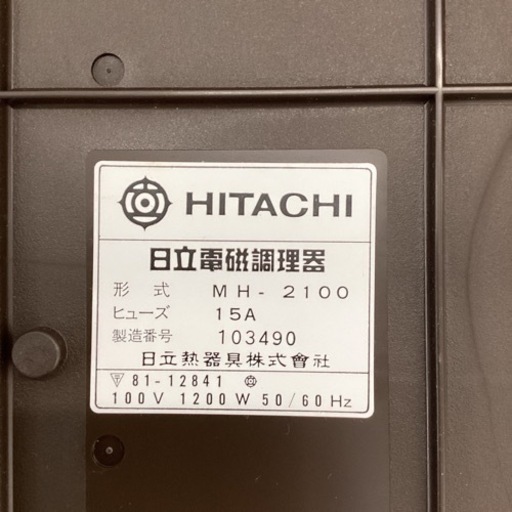 HITACHI
日立電磁調理器
形式 MH-2100
ヒューズ 15A
製造番号 103490
日立熱器具株式會社
〒 81-12841
100V 1200W 50/60Hz